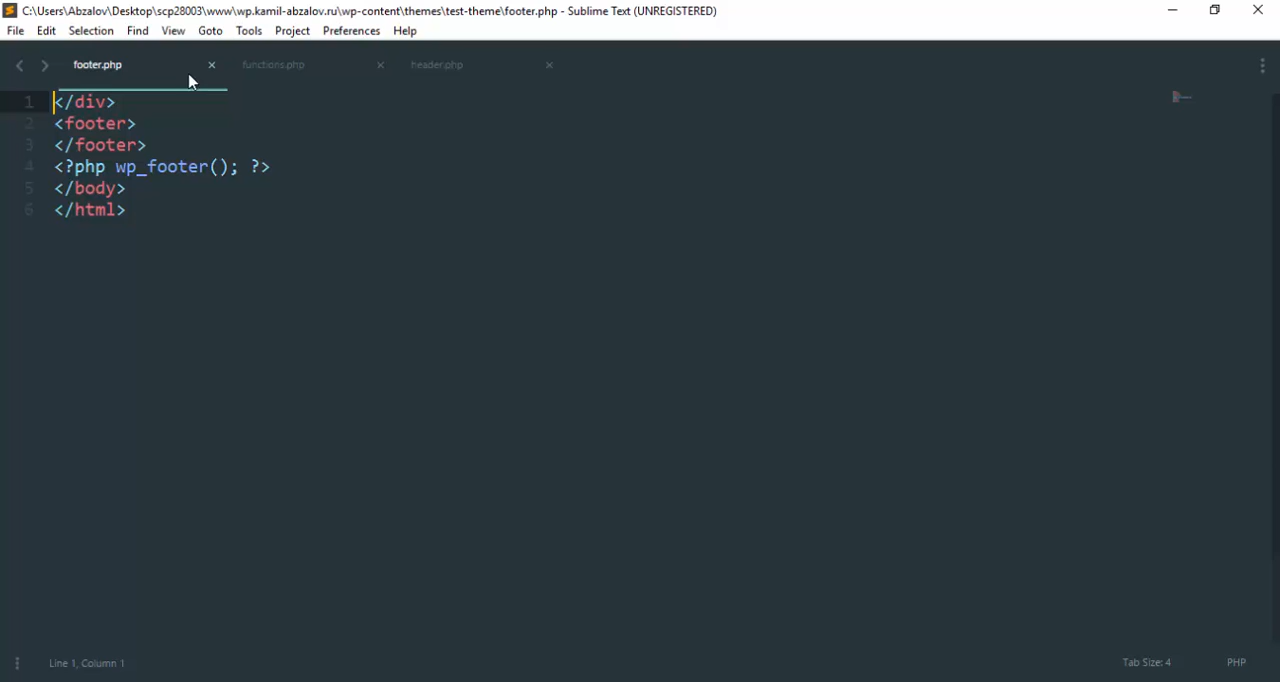 C:\Users\Abzalov\Desktop\scp28003\www\wp.kamil-abzalov.ru\wp-content\themes\test-theme\footer.php - Sublime Text (UNREGISTERED)
File Edit Selection Find View Goto Tools Project Preferences Help
footer.php functions.php header.php
1 </div>
2 <footer>
3 </footer>
4 <?php wp_footer(); ?>
5 </body>
6 </html>
Line 1, Column 1 Tab Size: 4 PHP